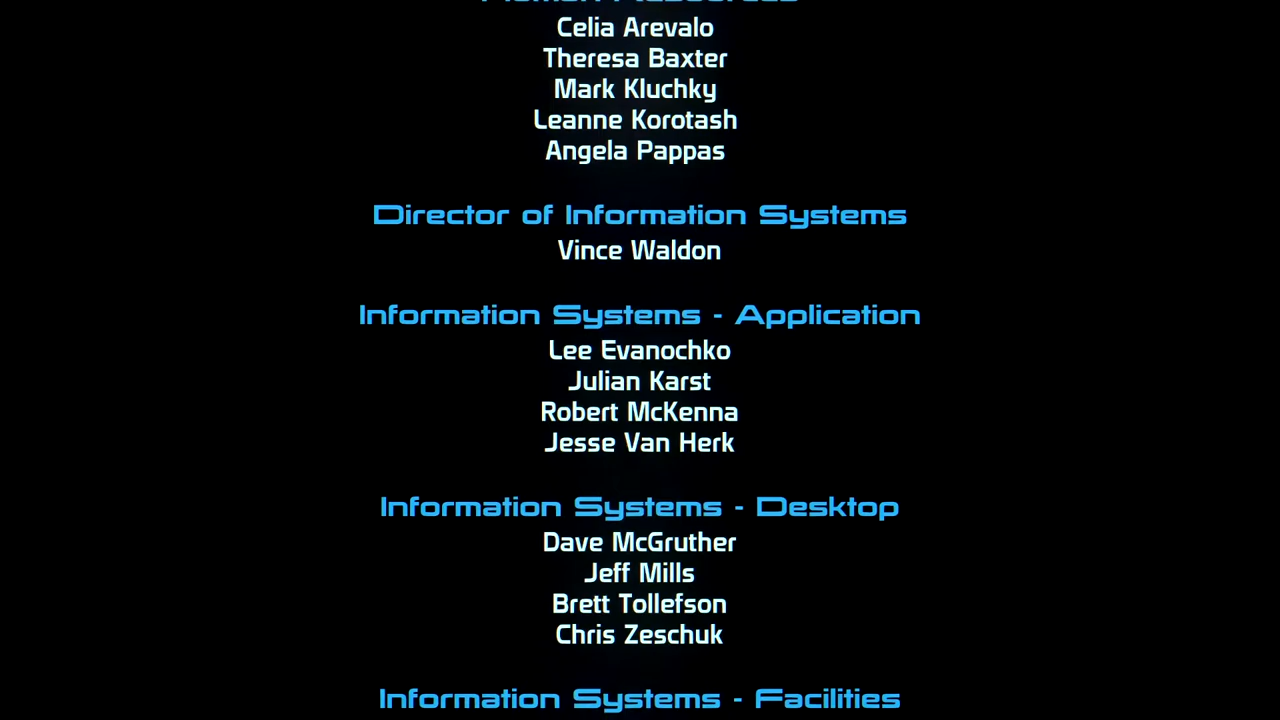 Human Resources
Celia Arevalo
Theresa Baxter
Mark Kluchky
Leanne Korotash
Angela Pappas
Director of Information Systems
Vince Waldon
Information Systems - Application
Lee Evanochko
Julian Karst
Robert McKenna
Jesse Van Herk
Information Systems - Desktop
Dave McGruther
Jeff Mills
Brett Tollefson
Chris Zeschuk
Information Systems - Facilities